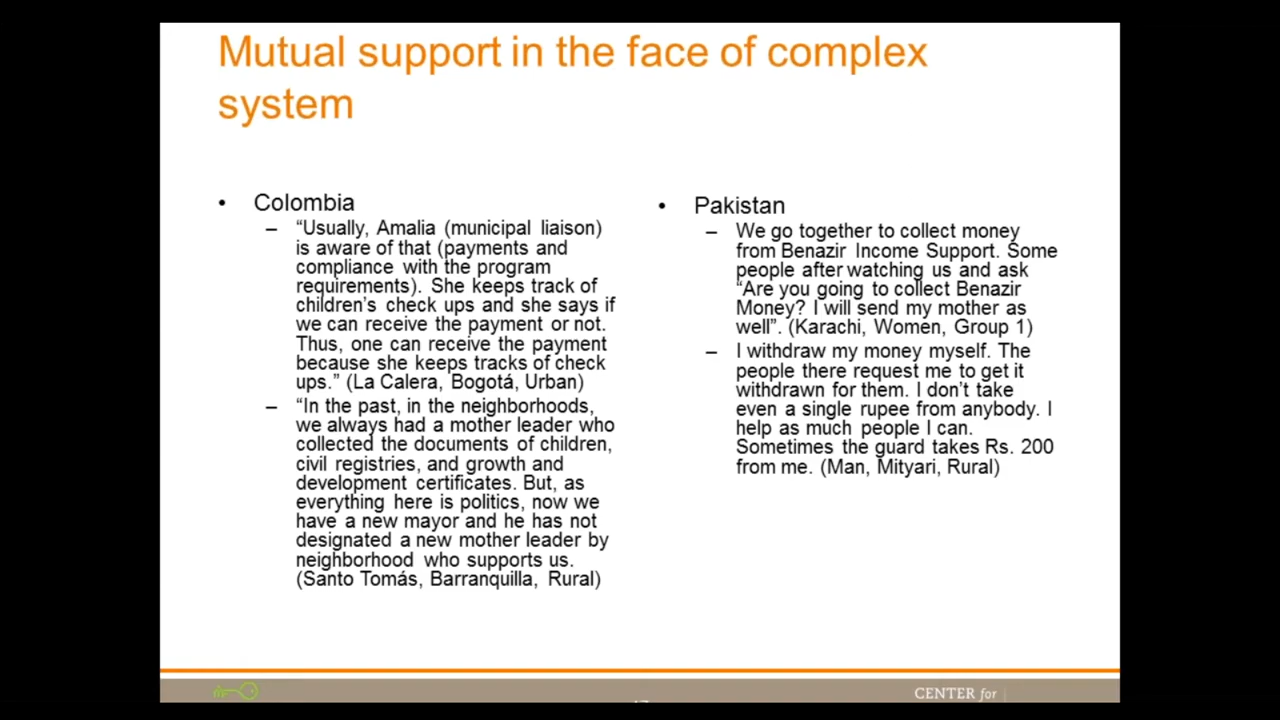 Mutual support in the face of complex
system
• Colombia
– “Usually, Amalia (municipal liaison)
is aware of that (payments and
compliance with the program
requirements). She keeps track of
children’s check ups and she says if
we can receive the payment or not.
Thus, one can receive the payment
because she keeps tracks of check
ups.” (La Calera, Bogotá, Urban)
– “In the past, in the neighborhoods,
we always had a mother leader who
collected the documents of children,
civil registries, and growth and
development certificates. But, as
everything here is politics, now we
have a new mayor and he has not
designated a new mother leader by
neighborhood who supports us.
(Santo Tomás, Barranquilla, Rural)
• Pakistan
– We go together to collect money
from Benazir Income Support. Some
people after watching us and ask
“Are you going to collect Benazir
Money? I will send my mother as
well”. (Karachi, Women, Group 1)
– I withdraw my money myself. The
people there request me to get it
withdrawn for them. I don’t take
even a single rupee from anybody. I
help as much people I can.
Sometimes the guard takes Rs. 200
from me. (Man, Mityari, Rural)
CENTER for